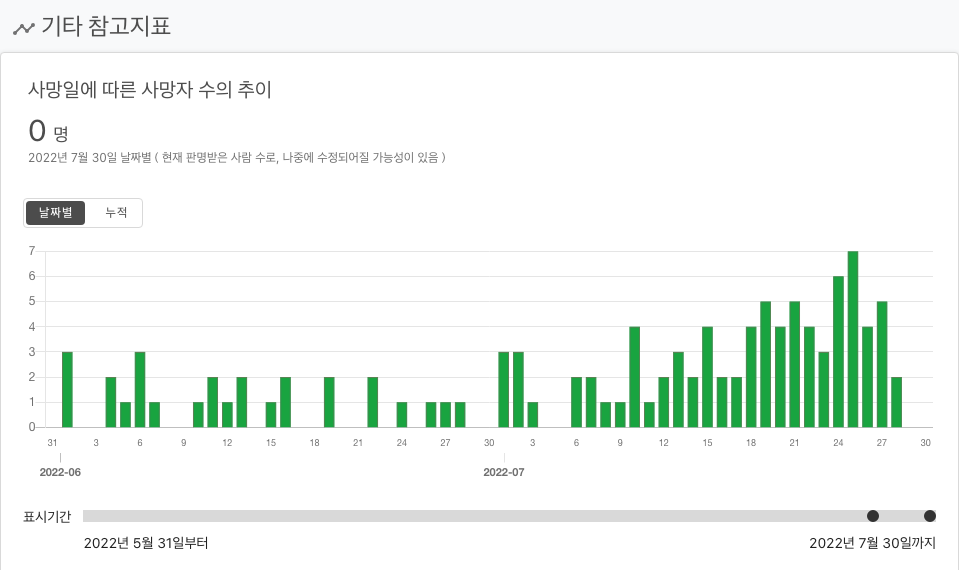 기타 참고지표
사망일에 따른 사망자 수의 추이
0 명
2022년 7월 30일 날짜별 ( 현재 판명받은 사람 수로, 나중에 수정되어질 가능성이 있음 )
날짜별 누적
7
6
5
4
3
2
1
0
31 3 6 9 12 15 18 21 24 27 30 3 6 9 12 15 18 21 24 27 30
2022-06 2022-07
표시기간
2022년 5월 31일부터 2022년 7월 30일까지